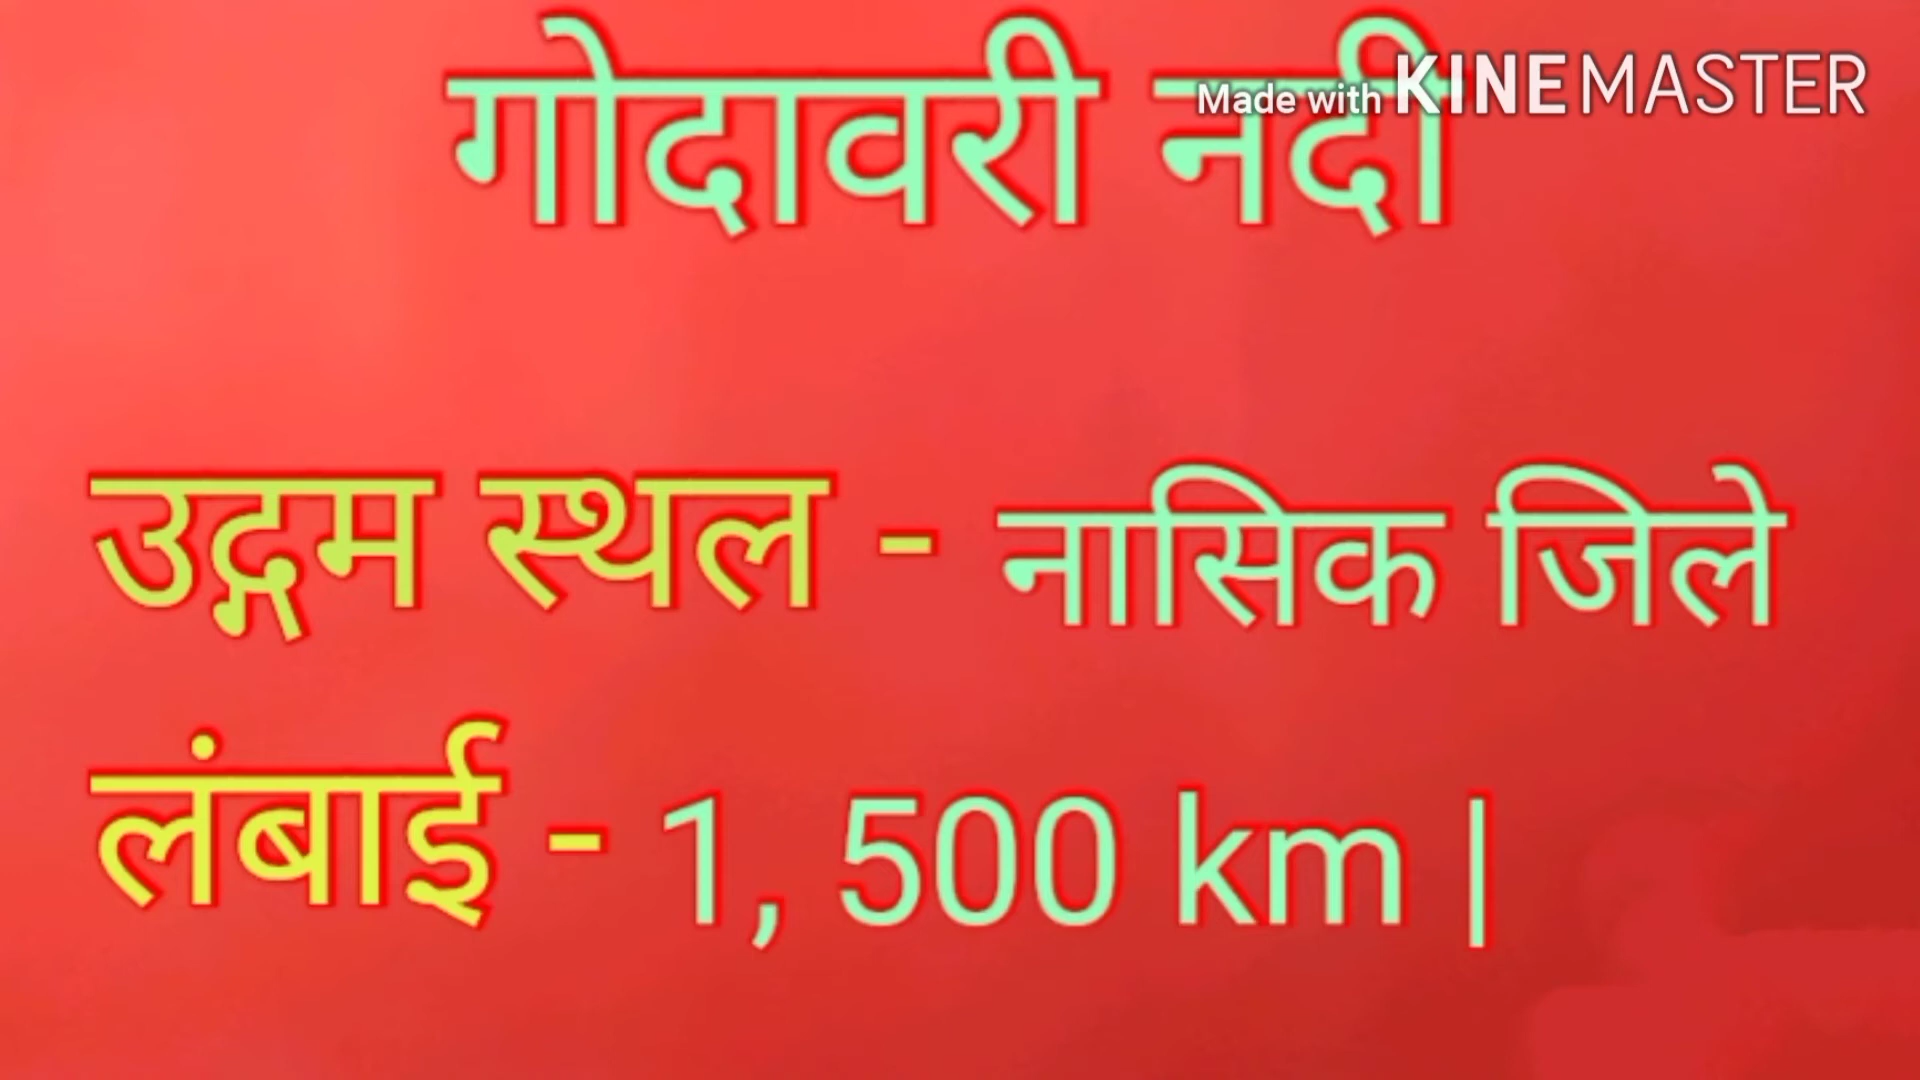 गोदावरी नदी
Made with KINEMASTER
उद्गम स्थल - नासिक जिले
लंबाई - 1, 500 km |